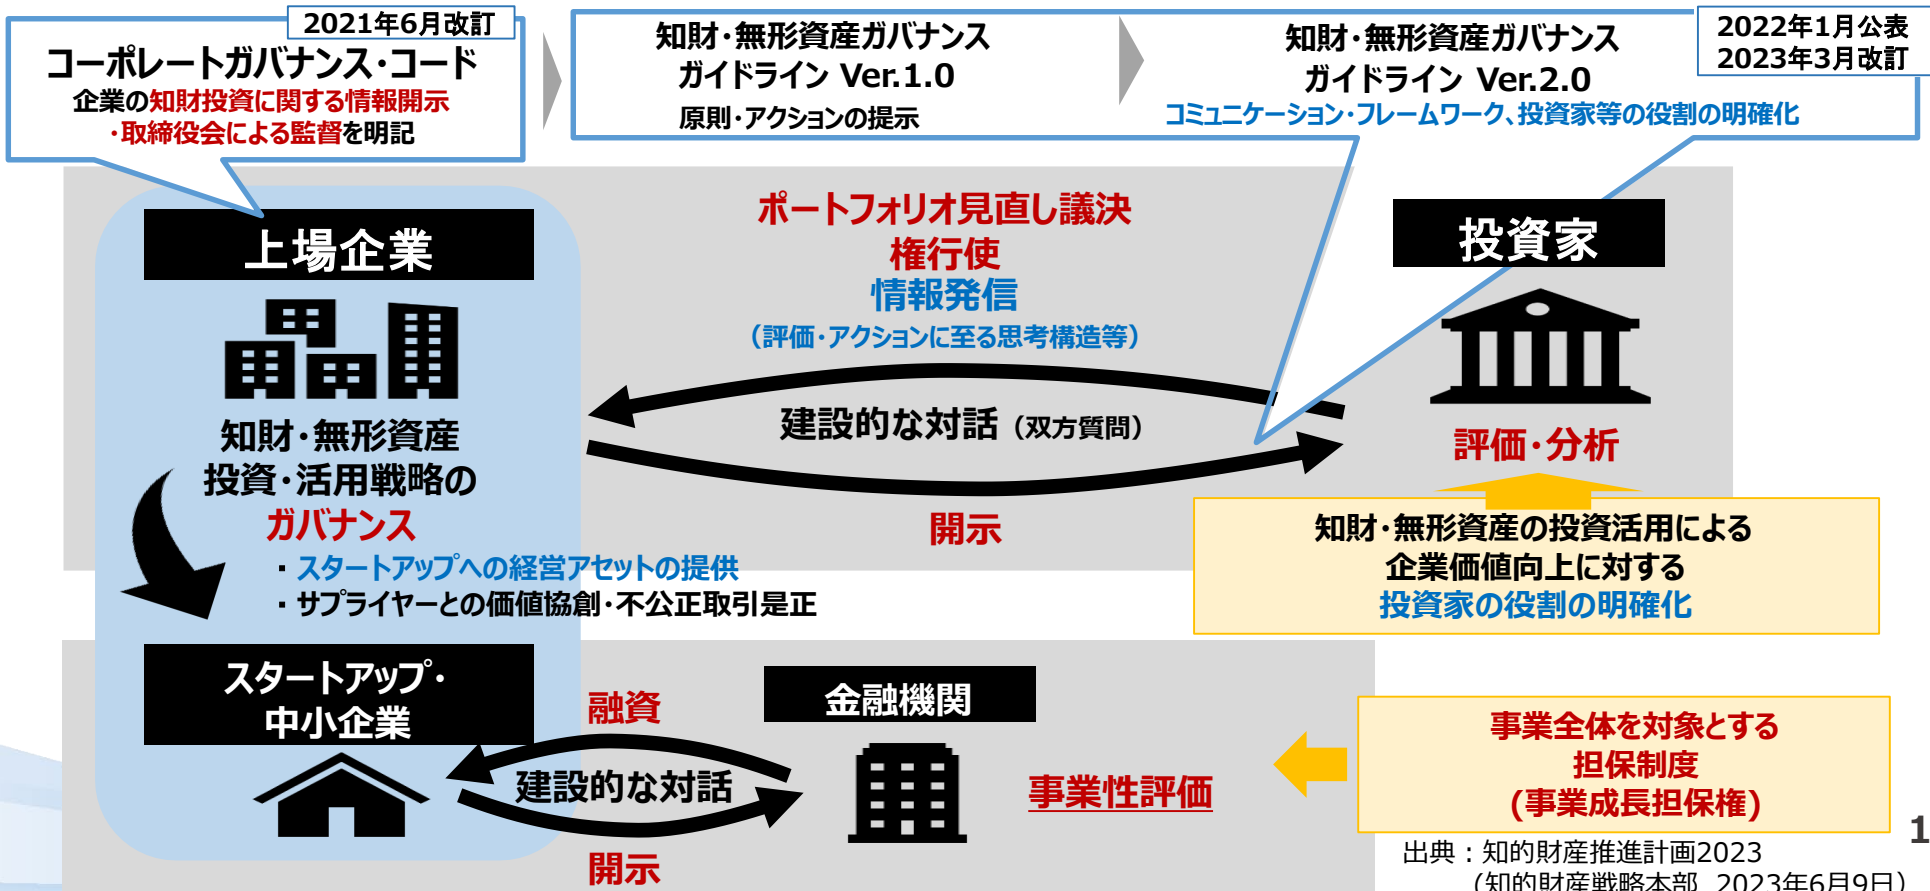 2021年6月改訂
コーポレートガバナンス・コード
企業の知財投資に関する情報開示
・取締役会による監督を明記
知財・無形資産ガバナンス
ガイドライン Ver.1.0
原則・アクションの提示
2022年1月公表
2023年3月改訂
知財・無形資産ガバナンス
ガイドライン Ver.2.0
コミュニケーション・フレームワーク、投資家等の役割の明確化
上場企業
知財・無形資産
投資・活用戦略の
ガバナンス
・スタートアップへの経営アセットの提供
・サプライヤーとの価値協創・不公正取引是正
ポートフォリオ見直し議決
権行使
情報発信
（評価・アクションに至る思考構造等）
建設的な対話（双方質問）
開示
投資家
評価・分析
知財・無形資産の投資活用による
企業価値向上に対する
投資家の役割の明確化
スタートアップ・
中小企業
融資
建設的な対話
開示
金融機関
事業性評価
事業全体を対象とする
担保制度
(事業成長担保権)
出典：知的財産推進計画2023
（知的財産戦略本部 2023年6月9日）
1